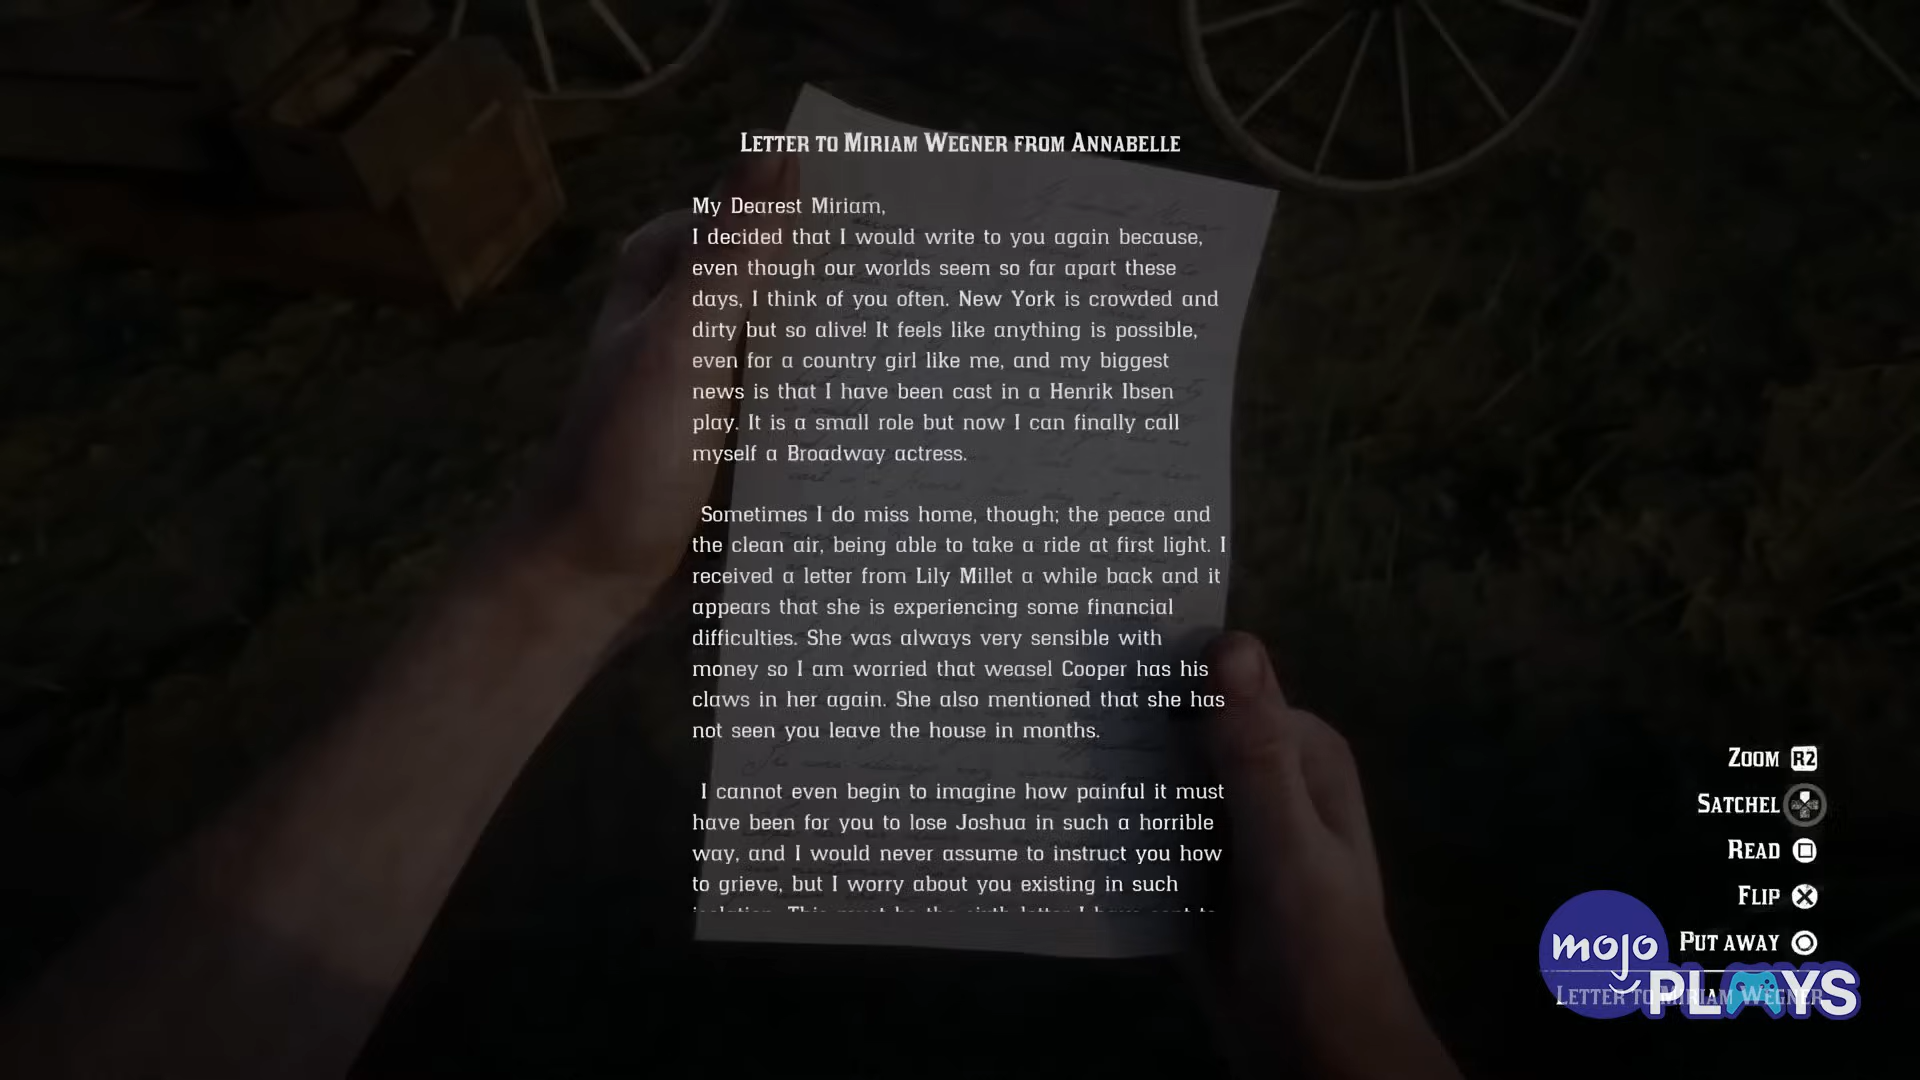 LETTER TO MIRIAM WEGNER FROM ANNABELLE
My Dearest Miriam,
I decided that I would write to you again because,
even though our worlds seem so far apart these
days, I think of you often. New York is crowded and
dirty but so alive! It feels like anything is possible,
even for a country girl like me, and my biggest
news is that I have been cast in a Henrik Ibsen
play. It is a small role but now I can finally call
myself a Broadway actress.
Sometimes I do miss home, though; the peace and
the clean air, being able to take a ride at first light. I
received a letter from Lily Millet a while back and it
appears that she is experiencing some financial
difficulties. She was always very sensible with
money so I am worried that weasel Cooper has his
claws in her again. She also mentioned that she has
not seen you leave the house in months.
I cannot even begin to imagine how painful it must
have been for you to lose Joshua in such a horrible
way, and I would never assume to instruct you how
to grieve, but I worry about you existing in such
ZOOM R2
SATCHEL
READ
FLIP
PUT AWAY
LETTER TO MIRIAM WEGNER
mojo
PLAYS